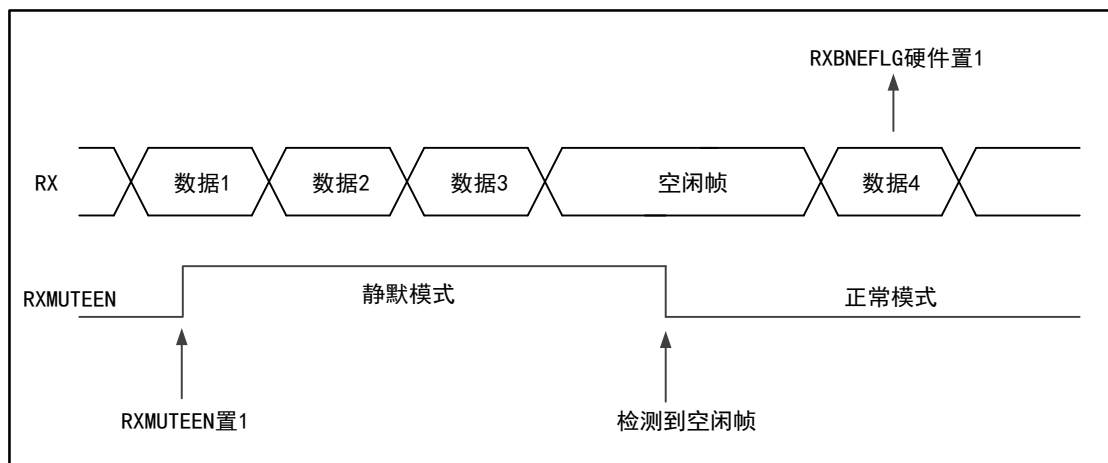 RXBNEFLG硬件置1
RX
数据1
数据2
数据3
空闲帧
数据4
RXMUTEEN
静默模式
正常模式
RXMUTEEN置1
检测到空闲帧